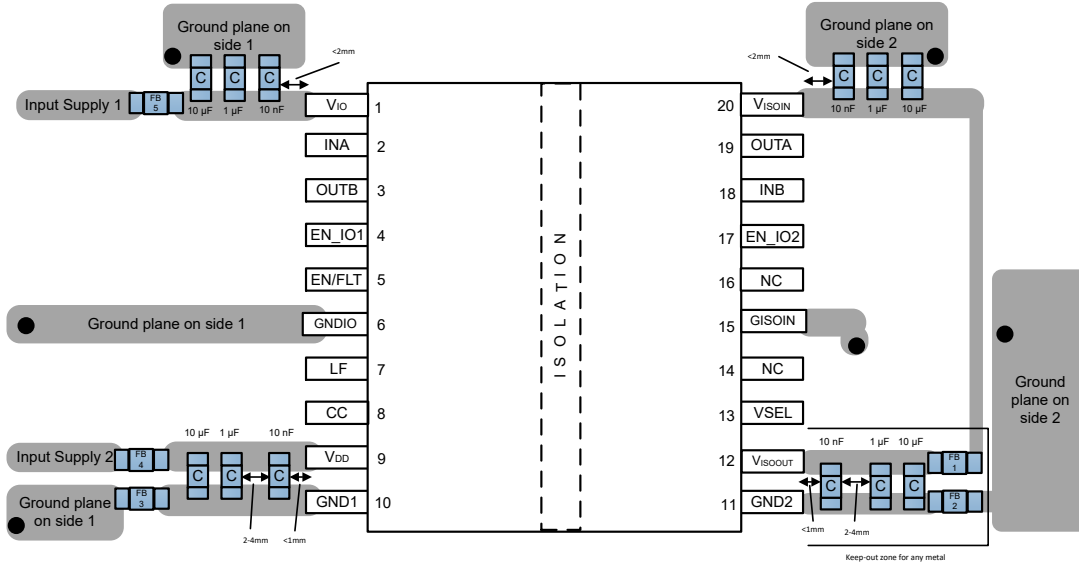 Ground plane on
side 1
<2mm
C C C
Input Supply 1
FB
5
10 µF 1 µF 10 nF
Ground plane on
side 2
<2mm
C C C
10 nF 1 µF 10 µF
VIO 1
INA 2
OUTB 3
EN_IO1 4
EN/FLT 5
Ground plane on side 1
GNDIO 6
LF 7
CC 8
10 µF 1 µF 10 nF
Input Supply 2
FB
4
VDD 9
C C C
Ground plane
on side 1
FB
3
GND1 10
2-4mm
<1mm
ISOLATION
20 VISOIN
19 OUTA
18 INB
17 EN_IO2
16 NC
15 GISOIN
14 NC
13 VSEL
12 VISOOUT
11 GND2
10 nF 1 µF 10 µF
C C C
FB
1
FB
2
<1mm
2-4mm
Keep-out zone for any metal
Ground
plane on
side 2